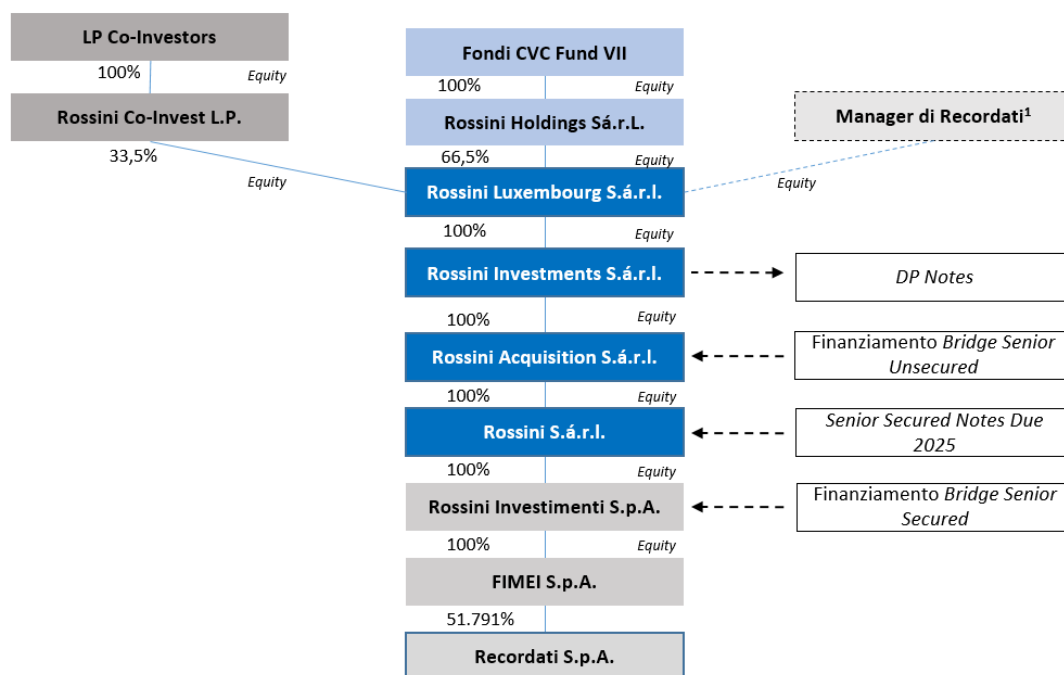 LP Co-Investors
Fondi CVC Fund VII
100%
Equity
100%
Equity
Rossini Co-Invest L.P.
Rossini Holdings Sá.r.L.
Manager di Recordati1
33,5%
66,5%
Equity
Equity
Rossini Luxembourg S.á.r.l.
Equity
100%
Equity
Rossini Investments S.á.r.l.
DP Notes
100%
Equity
Rossini Acquisition S.á.r.l.
Finanziamento Bridge Senior
Unsecured
100%
Equity
Rossini S.á.r.l.
Senior Secured Notes Due
2025
100%
Equity
Rossini Investimenti S.p.A.
Finanziamento Bridge Senior
Secured
100%
Equity
FIMEI S.p.A.
51.791%
Recordati S.p.A.